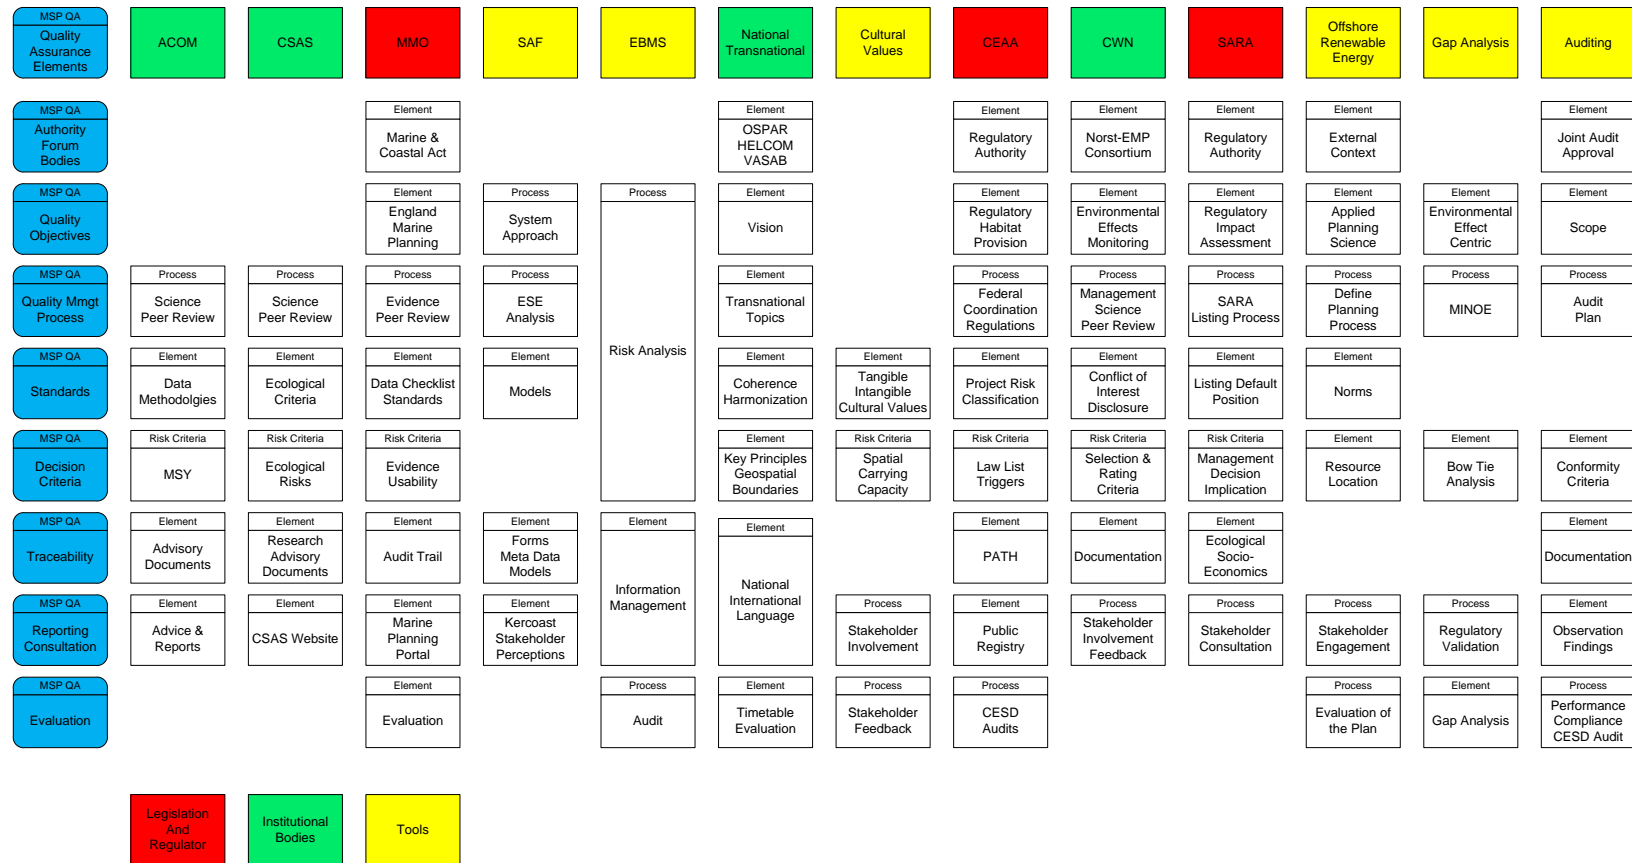 MSP QA
Quality
Assurance
Elements
ACOM
CSAS
MMO
SAF
EBMS
National
Transnational
Cultural
Values
CEAA
CWN
SARA
Offshore
Renewable
Energy
Gap Analysis
Auditing
MSP QA
Authority
Forum
Bodies
Element
Marine &
Coastal Act
Element
OSPAR
HELCOM
VASAB
Element
Regulatory
Authority
Element
Norst-EMP
Consortium
Element
Regulatory
Authority
Element
External
Context
Element
Joint Audit
Approval
MSP QA
Quality
Objectives
Element
England
Marine
Planning
Process
System
Approach
Process
Risk Analysis
Element
Vision
Element
Regulatory
Habitat
Provision
Element
Environmental
Effects
Monitoring
Element
Regulatory
Impact
Assessment
Element
Applied
Planning
Science
Element
Environmental
Effect
Centric
Element
Scope
MSP QA
Quality Mmgt
Process
Process
Science
Peer Review
Process
Science
Peer Review
Process
Evidence
Peer Review
Process
ESE
Analysis
Element
Transnational
Topics
Process
Federal
Coordination
Regulations
Process
Management
Science
Peer Review
Process
SARA
Listing Process
Process
Define
Planning
Process
Process
MINOE
Process
Audit
Plan
MSP QA
Standards
Element
Data
Methodolgies
Element
Ecological
Criteria
Element
Data Checklist
Standards
Element
Models
Element
Coherence
Harmonization
Element
Tangible
Intangible
Cultural Values
Element
Project Risk
Classification
Element
Conflict of
Interest
Disclosure
Element
Listing Default
Position
Element
Norms
MSP QA
Decision
Criteria
Risk Criteria
MSY
Risk Criteria
Ecological
Risks
Risk Criteria
Evidence
Usability
Element
Key Principles
Geospatial
Boundaries
Element
Spatial
Carrying
Capacity
Risk Criteria
Law List
Triggers
Risk Criteria
Selection &
Rating
Criteria
Risk Criteria
Management
Decision
Implication
Element
Resource
Location
Element
Bow Tie
Analysis
Element
Conformity
Criteria
MSP QA
Traceability
Element
Advisory
Documents
Element
Research
Advisory
Documents
Element
Audit Trail
Element
Forms
Meta Data
Models
Element
Information
Management
Element
National
International
Language
Element
PATH
Element
Documentation
Element
Ecological
Socio-
Economics
Element
Documentation
MSP QA
Reporting
Consultation
Element
Advice &
Reports
Element
CSAS Website
Element
Marine
Planning
Portal
Element
Kercoast
Stakeholder
Perceptions
Process
Stakeholder
Involvement
Element
Public
Registry
Process
Stakeholder
Involvement
Feedback
Process
Stakeholder
Consultation
Process
Stakeholder
Engagement
Process
Regulatory
Validation
Element
Observation
Findings
MSP QA
Evaluation
Element
Evaluation
Process
Audit
Element
Timetable
Evaluation
Process
Stakeholder
Feedback
Process
CESD
Audits
Process
Evaluation of
the Plan
Element
Gap Analysis
Process
Performance
Compliance
CESD Audit
Legislation
And
Regulator
Institutional
Bodies
Tools